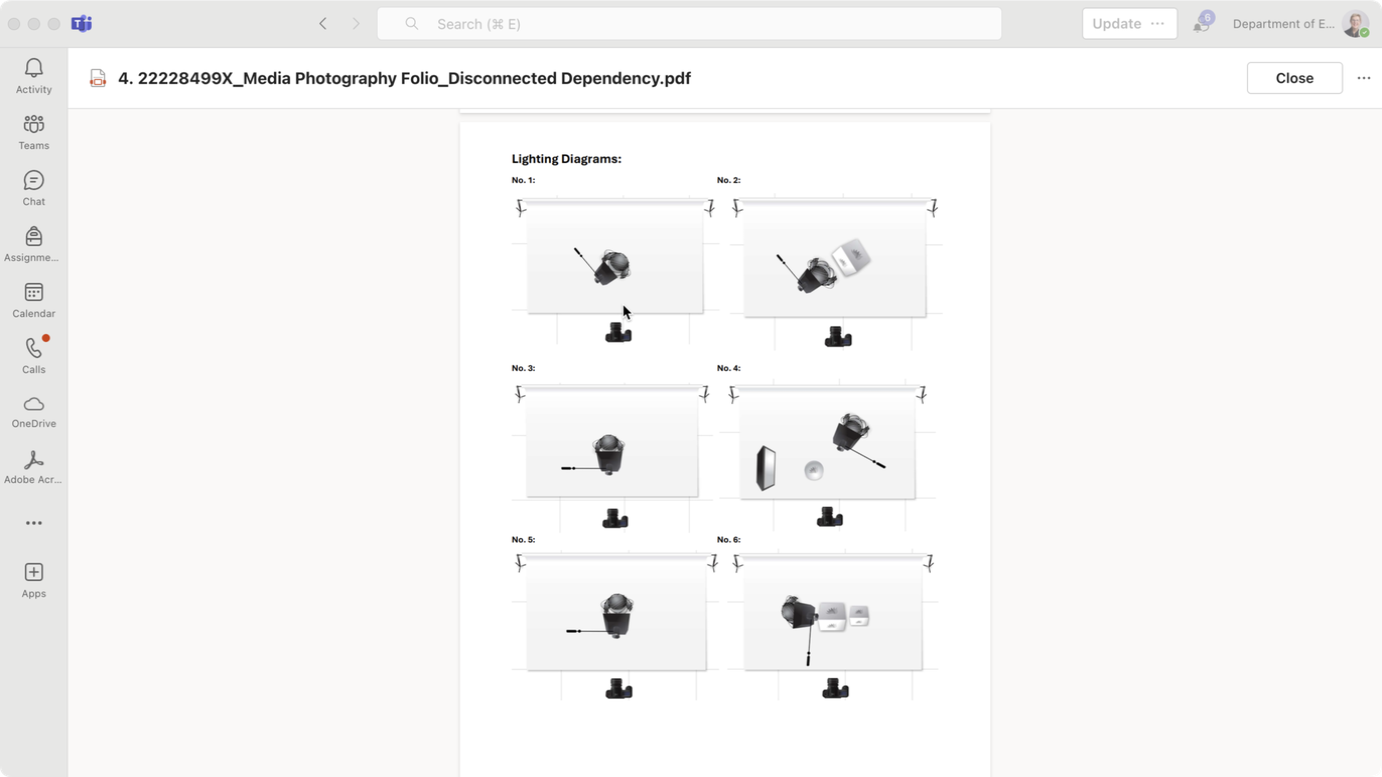 Search (⌘ E)
Update ···
6
Department of E...
Activity
Teams
Chat
Assignme...
Calendar
Calls
OneDrive
Adobe Acr...
Apps
4. 22228499X_Media Photography Folio_Disconnected Dependency.pdf
Close
Lighting Diagrams:
No. 1:
No. 2:
No. 3:
No. 4:
No. 5:
No. 6: